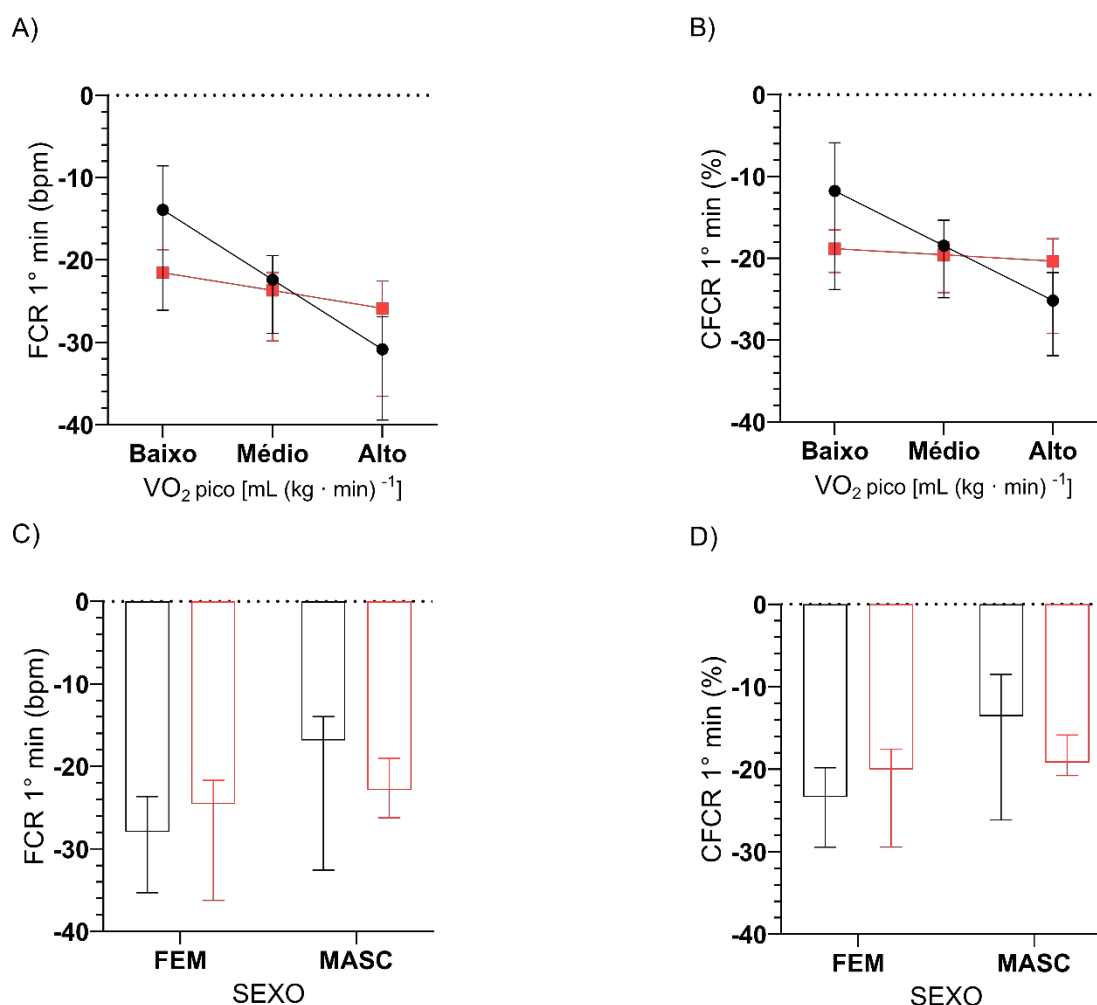 A)
FCR 1° min (bpm)
0
-10
-20
-30
-40
Baixo Médio Alto
VO2 pico [mL (kg · min) -1]
B)
CFCR 1° min (%)
0
-10
-20
-30
-40
Baixo Médio Alto
VO2 pico [mL (kg · min) -1]
C)
FCR 1° min (bpm)
0
-10
-20
-30
-40
FEM MASC
SEXO
D)
CFCR 1° min (%)
0
-10
-20
-30
-40
FEM MASC
SEXO